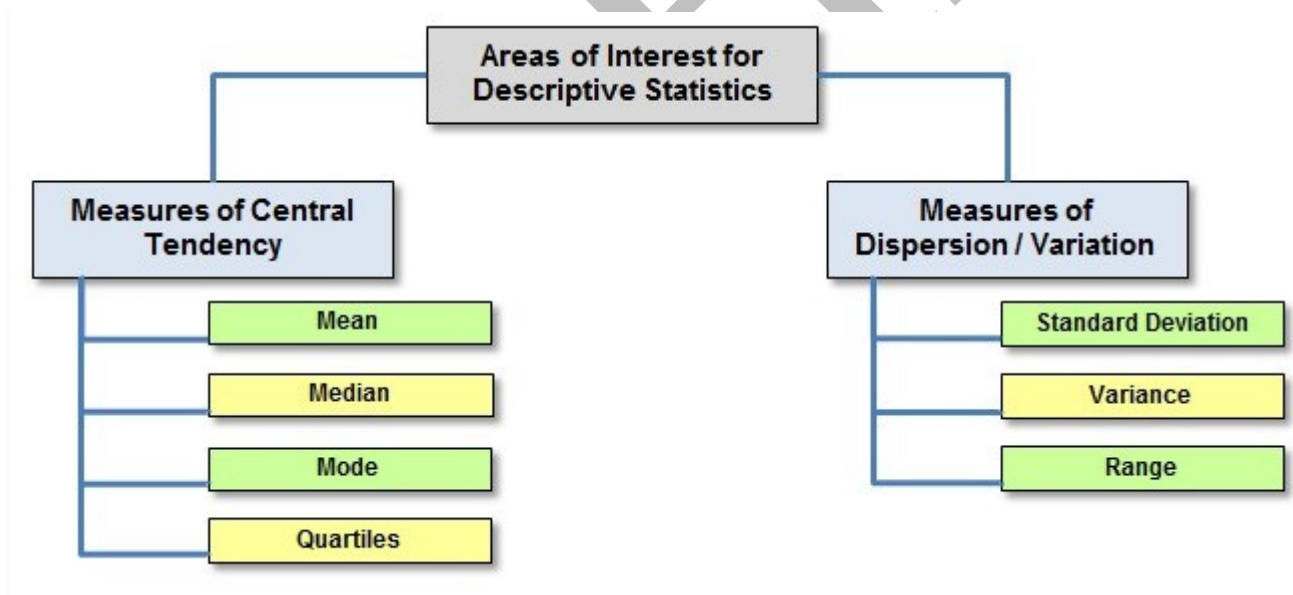 Areas of Interest for
Descriptive Statistics
Measures of Central
Tendency
Mean
Median
Mode
Quartiles
Measures of
Dispersion / Variation
Standard Deviation
Variance
Range